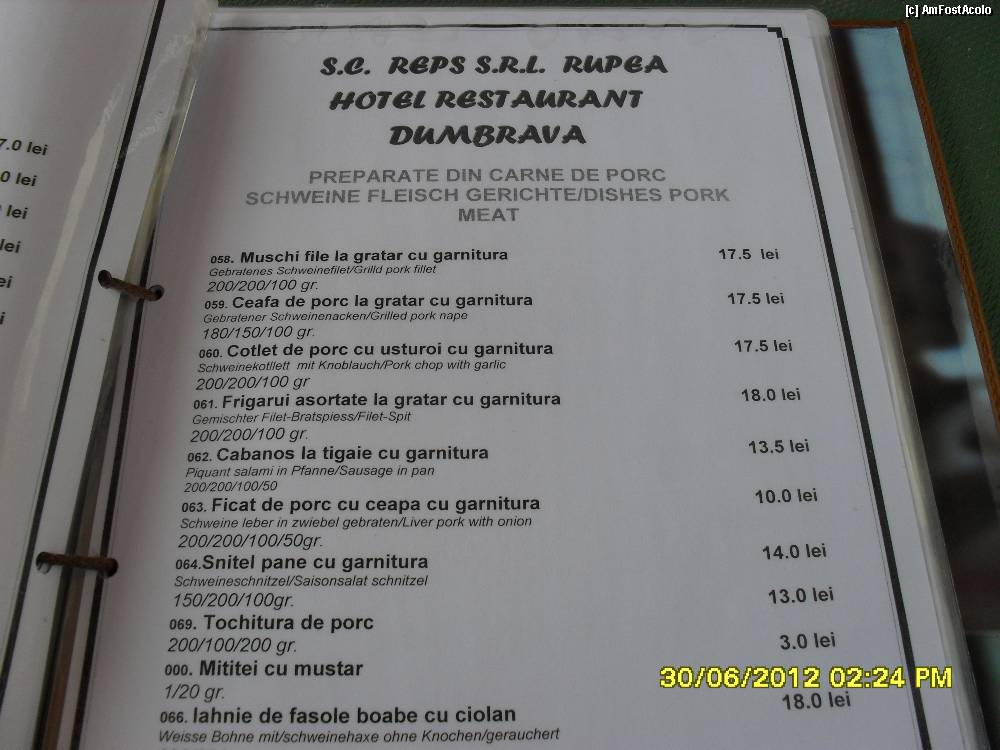 [c] AmFostAcolo
7.0 lei
lei
lei
S.C. REPS S.R.L. RUPEA
HOTEL RESTAURANT
DUMBRAVA
PREPARATE DIN CARNE DE PORC
SCHWEINE FLEISCH GERICHTE/DISHES PORK
MEAT
058. Muschi file la gratar cu garnitura 17.5 lei
Gebratenes Schweinefilet/Grilld pork fillet
200/200/100 gr.
059. Ceafa de porc la gratar cu garnitura 17.5 lei
Gebratener Schweinenacken/Grilled pork nape
180/150/100 gr.
060. Cotlet de porc cu usturoi cu garnitura 17.5 lei
Schweinekotllett mit Knoblauch/Pork chop with garlic
200/200/100 gr
061. Frigarui asortate la gratar cu garnitura 18.0 lei
Gemischter Filet-Bratspiess/Filet-Spit
200/200/100 gr.
062. Cabanos la tigaie cu garnitura 13.5 lei
Piquant salami in Pfanne/Sausage in pan
200/200/100/50
063. Ficat de porc cu ceapa cu garnitura 10.0 lei
Schweine leber in zwiebel gebraten/Liver pork with onion
200/200/100/50gr.
064.Snitel pane cu garnitura 14.0 lei
Schweineschnitzel/Saisonsalat schnitzel
150/200/100gr.
069. Tochitura de porc 13.0 lei
200/100/200 gr.
000. Mititei cu mustar 3.0 lei
1/20 gr.
30/06/2012 02:24 PM
066. Iahnie de fasole boabe cu ciolan 18.0 lei
Weisse Bohne mit/schweinehaxe ohne Knochen/gerauchert